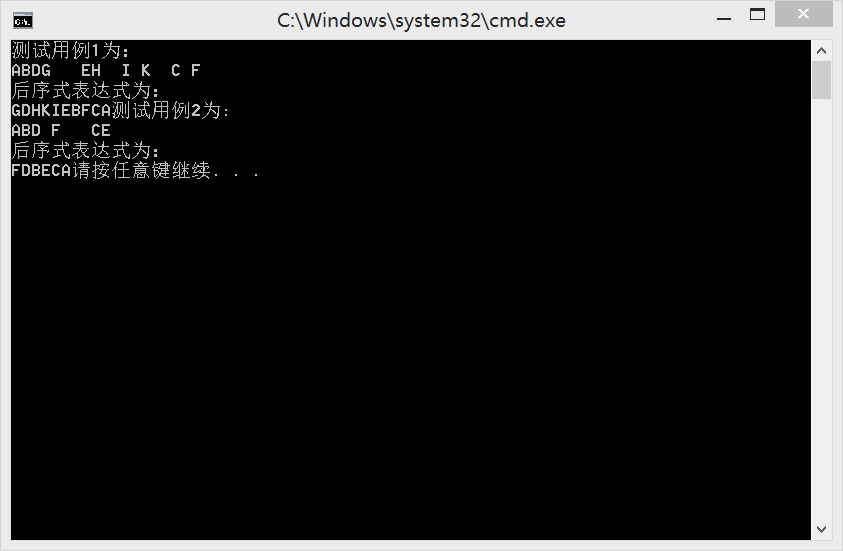 C:\Windows\system32\cmd.exe
测试用例1为：
ABDG   EH  I K  C F
后序式表达式为：
GDHKIEBFCA测试用例2为：
ABD F   CE
后序式表达式为：
FDBECA请按任意键继续. . .